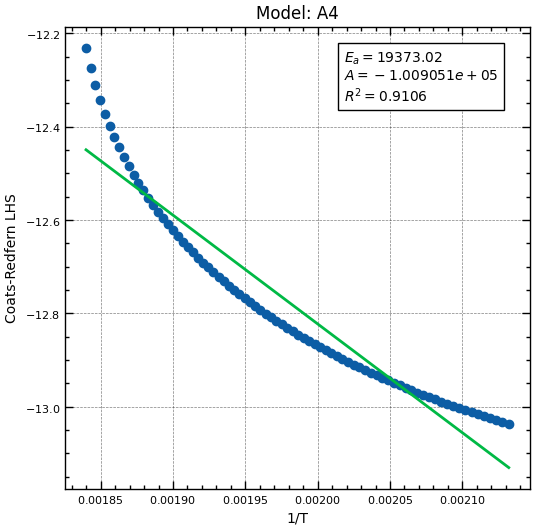 Model: A4
E_a = 19373.02
A = −1.009051e + 05
R² = 0.9106
Coats-Redfern LHS
−12.2
−12.4
−12.6
−12.8
−13.0
0.00185 0.00190 0.00195 0.00200 0.00205 0.00210
1/T